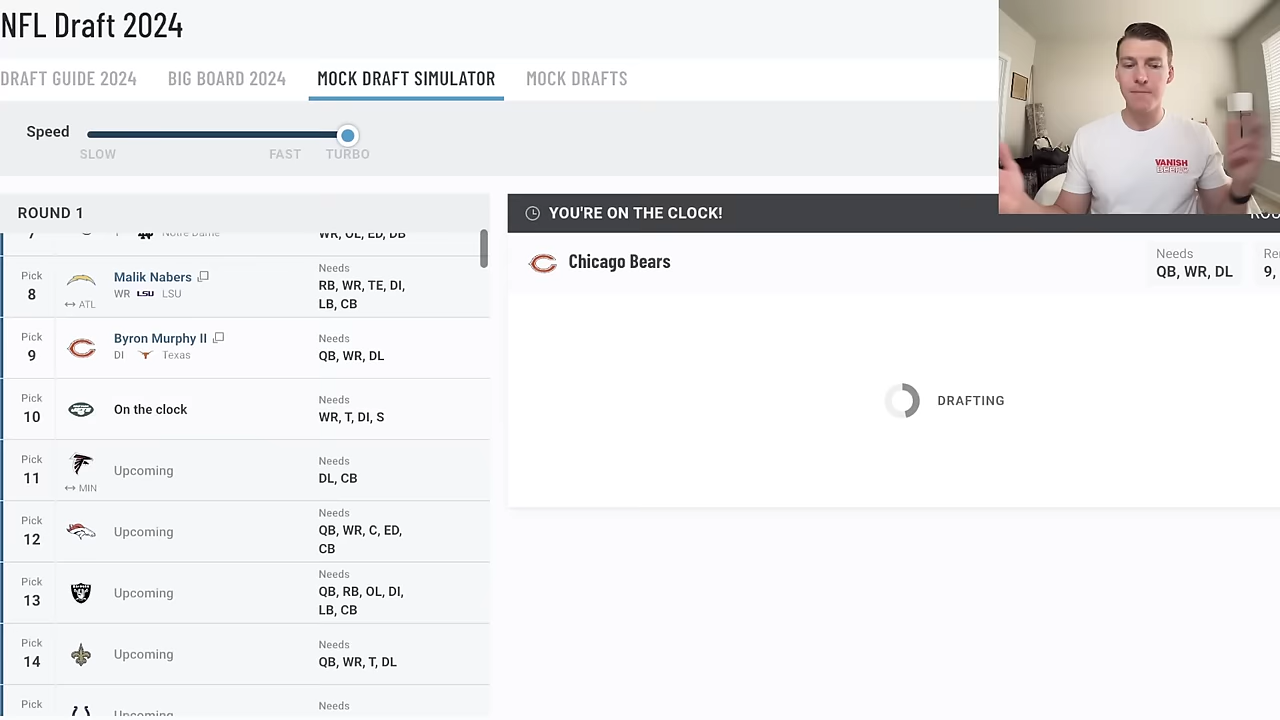 NFL Draft 2024
DRAFT GUIDE 2024 BIG BOARD 2024 MOCK DRAFT SIMULATOR MOCK DRAFTS
Speed
SLOW FAST TURBO
VANISH
ROUND 1
YOU'RE ON THE CLOCK!
Notre Dame
WR, OL, ED, DB
Chicago Bears
Needs
QB, WR, DL
9,
Pick
8
ATL
Malik Nabers
WR LSU LSU
Needs
RB, WR, TE, DI,
LB, CB
Pick
9
Byron Murphy II
DI Texas
Needs
QB, WR, DL
Pick
10
On the clock
Needs
WR, T, DI, S
DRAFTING
Pick
11
MIN
Upcoming
Needs
DL, CB
Pick
12
Upcoming
Needs
QB, WR, C, ED,
CB
Pick
13
Upcoming
Needs
QB, RB, OL, DI,
LB, CB
Pick
14
Upcoming
Needs
QB, WR, T, DL
Pick
Upcoming
Needs